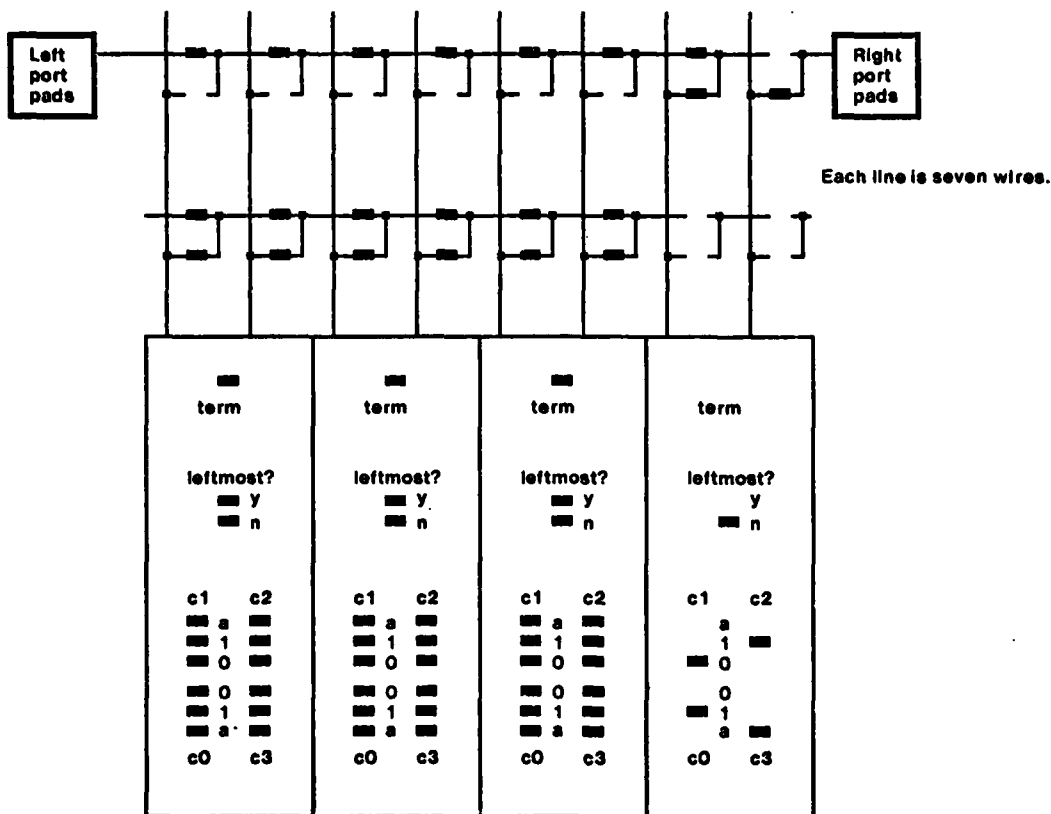 Left port pads
Right port pads
Each line is seven wires.
term term term term
leftmost? leftmost? leftmost? leftmost?
y y y y
n n n n
c1 c2 c1 c2 c1 c2 c1 c2
a a a a
1 1 1 1
0 0 0 0
0 0 0 0
1 1 1 1
a a a a
c0 c3 c0 c3 c0 c3 c0 c3